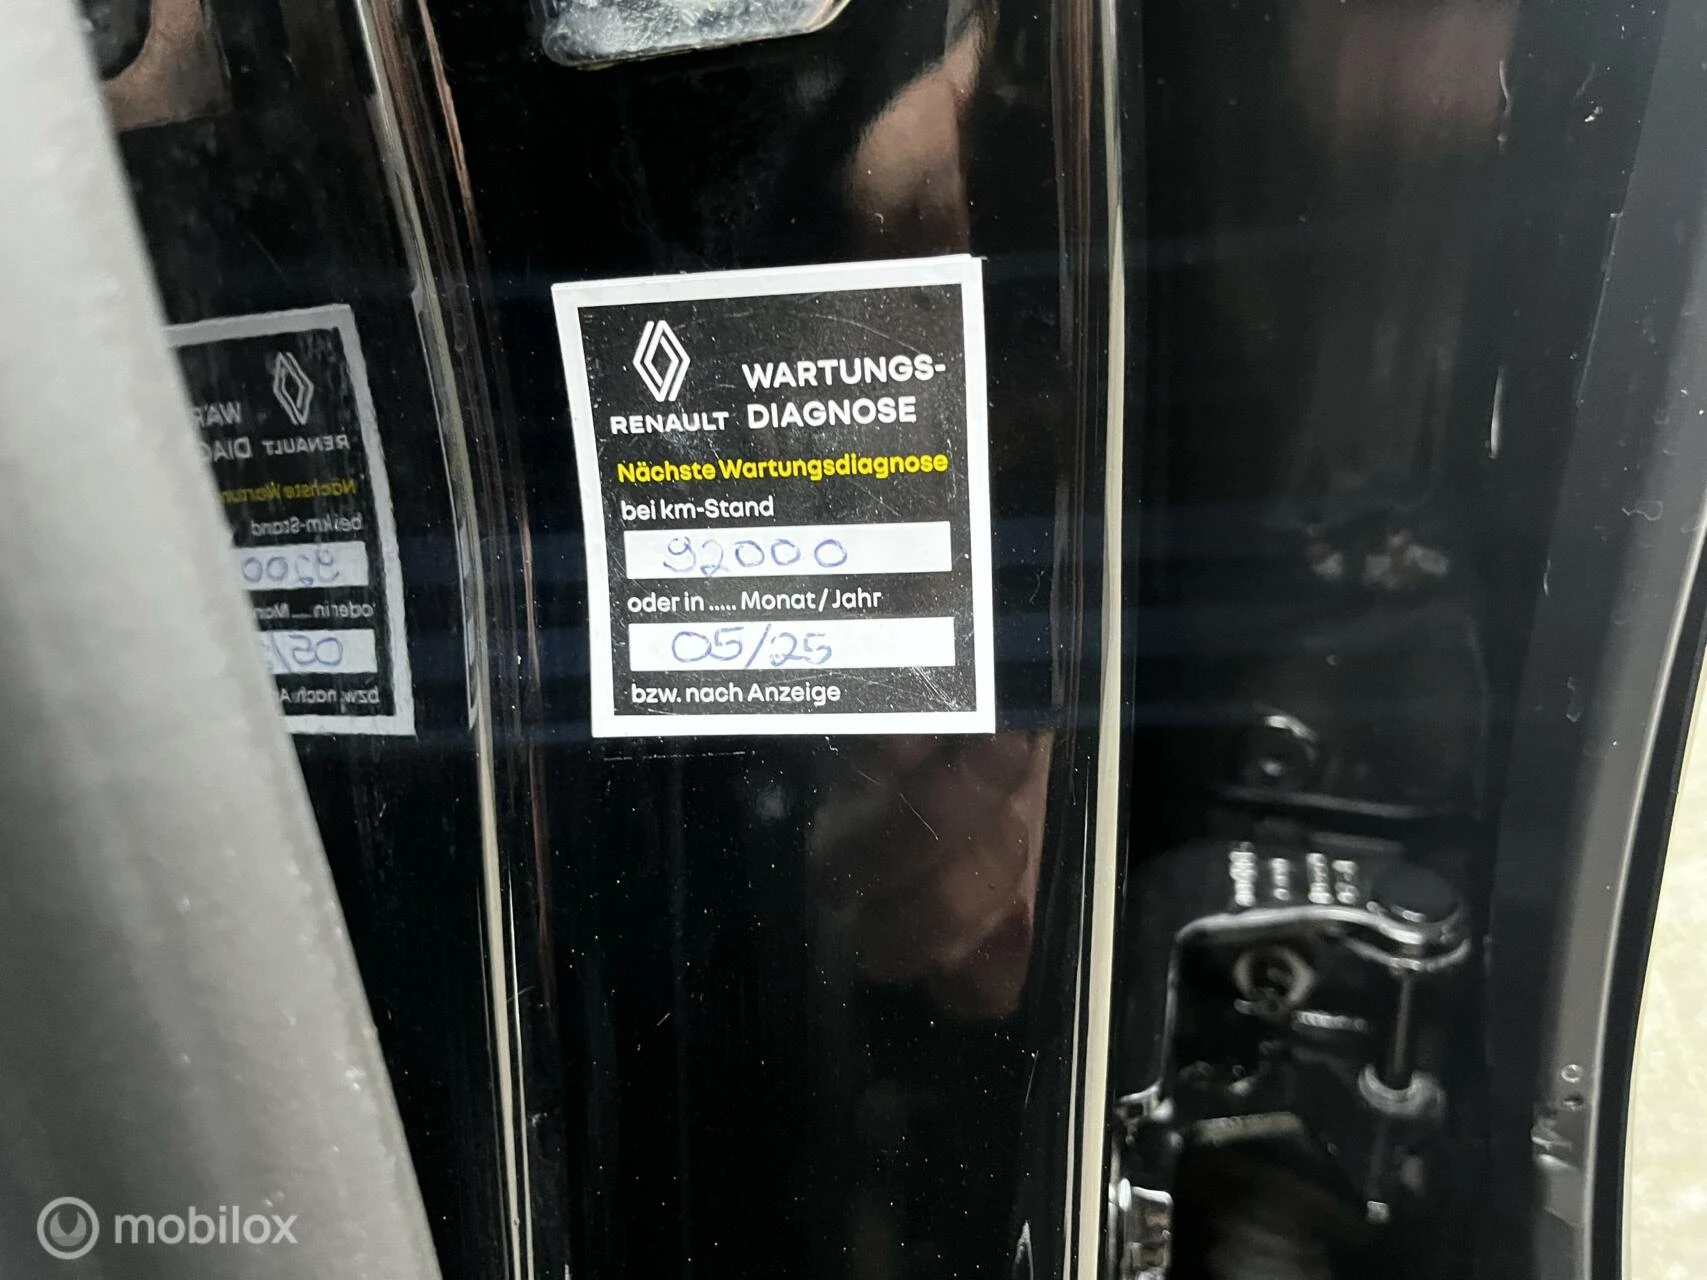 WARTUNGS-
RENAULT DIAGNOSE
Nächste Wartungsdiagnose
bei km-Stand
92000
oder in ..... Monat / Jahr
05/25
bzw. nach Anzeige
mobilox